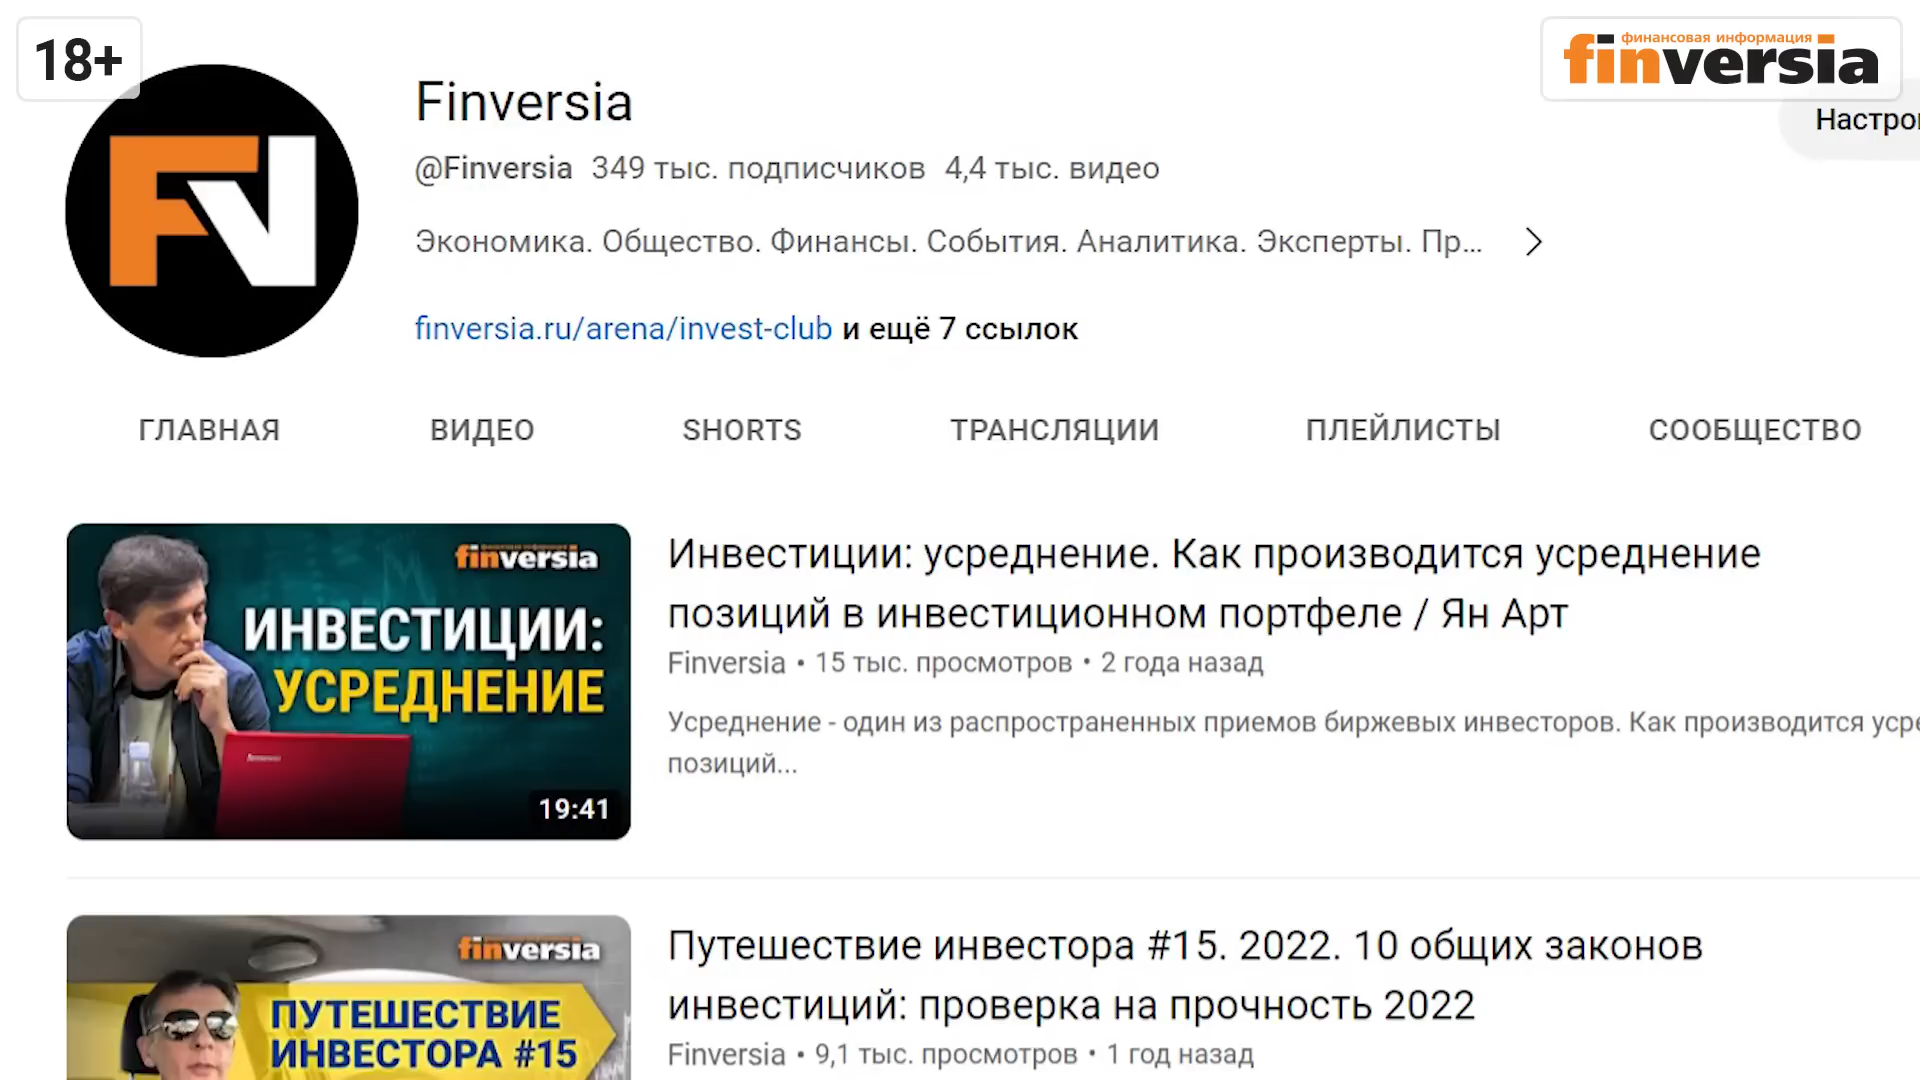 18+
финансовая информация
finversia
Finversia
Настро
@Finversia 349 тыс. подписчиков 4,4 тыс. видео
Экономика. Общество. Финансы. События. Аналитика. Эксперты. Пр...
finversia.ru/arena/invest-club и ещё 7 ссылок
ГЛАВНАЯ ВИДЕО SHORTS ТРАНСЛЯЦИИ ПЛЕЙЛИСТЫ СООБЩЕСТВО
finversia
ИНВЕСТИЦИИ:
УСРЕДНЕНИЕ
19:41
Инвестиции: усреднение. Как производится усреднение
позиций в инвестиционном портфеле / Ян Арт
Finversia • 15 тыс. просмотров • 2 года назад
Усреднение - один из распространенных приемов биржевых инвесторов. Как производится усре
позиций...
finversia
ПУТЕШЕСТВИЕ
ИНВЕСТОРА #15
Путешествие инвестора #15. 2022. 10 общих законов
инвестиций: проверка на прочность 2022
Finversia • 9,1 тыс. просмотров • 1 год назад